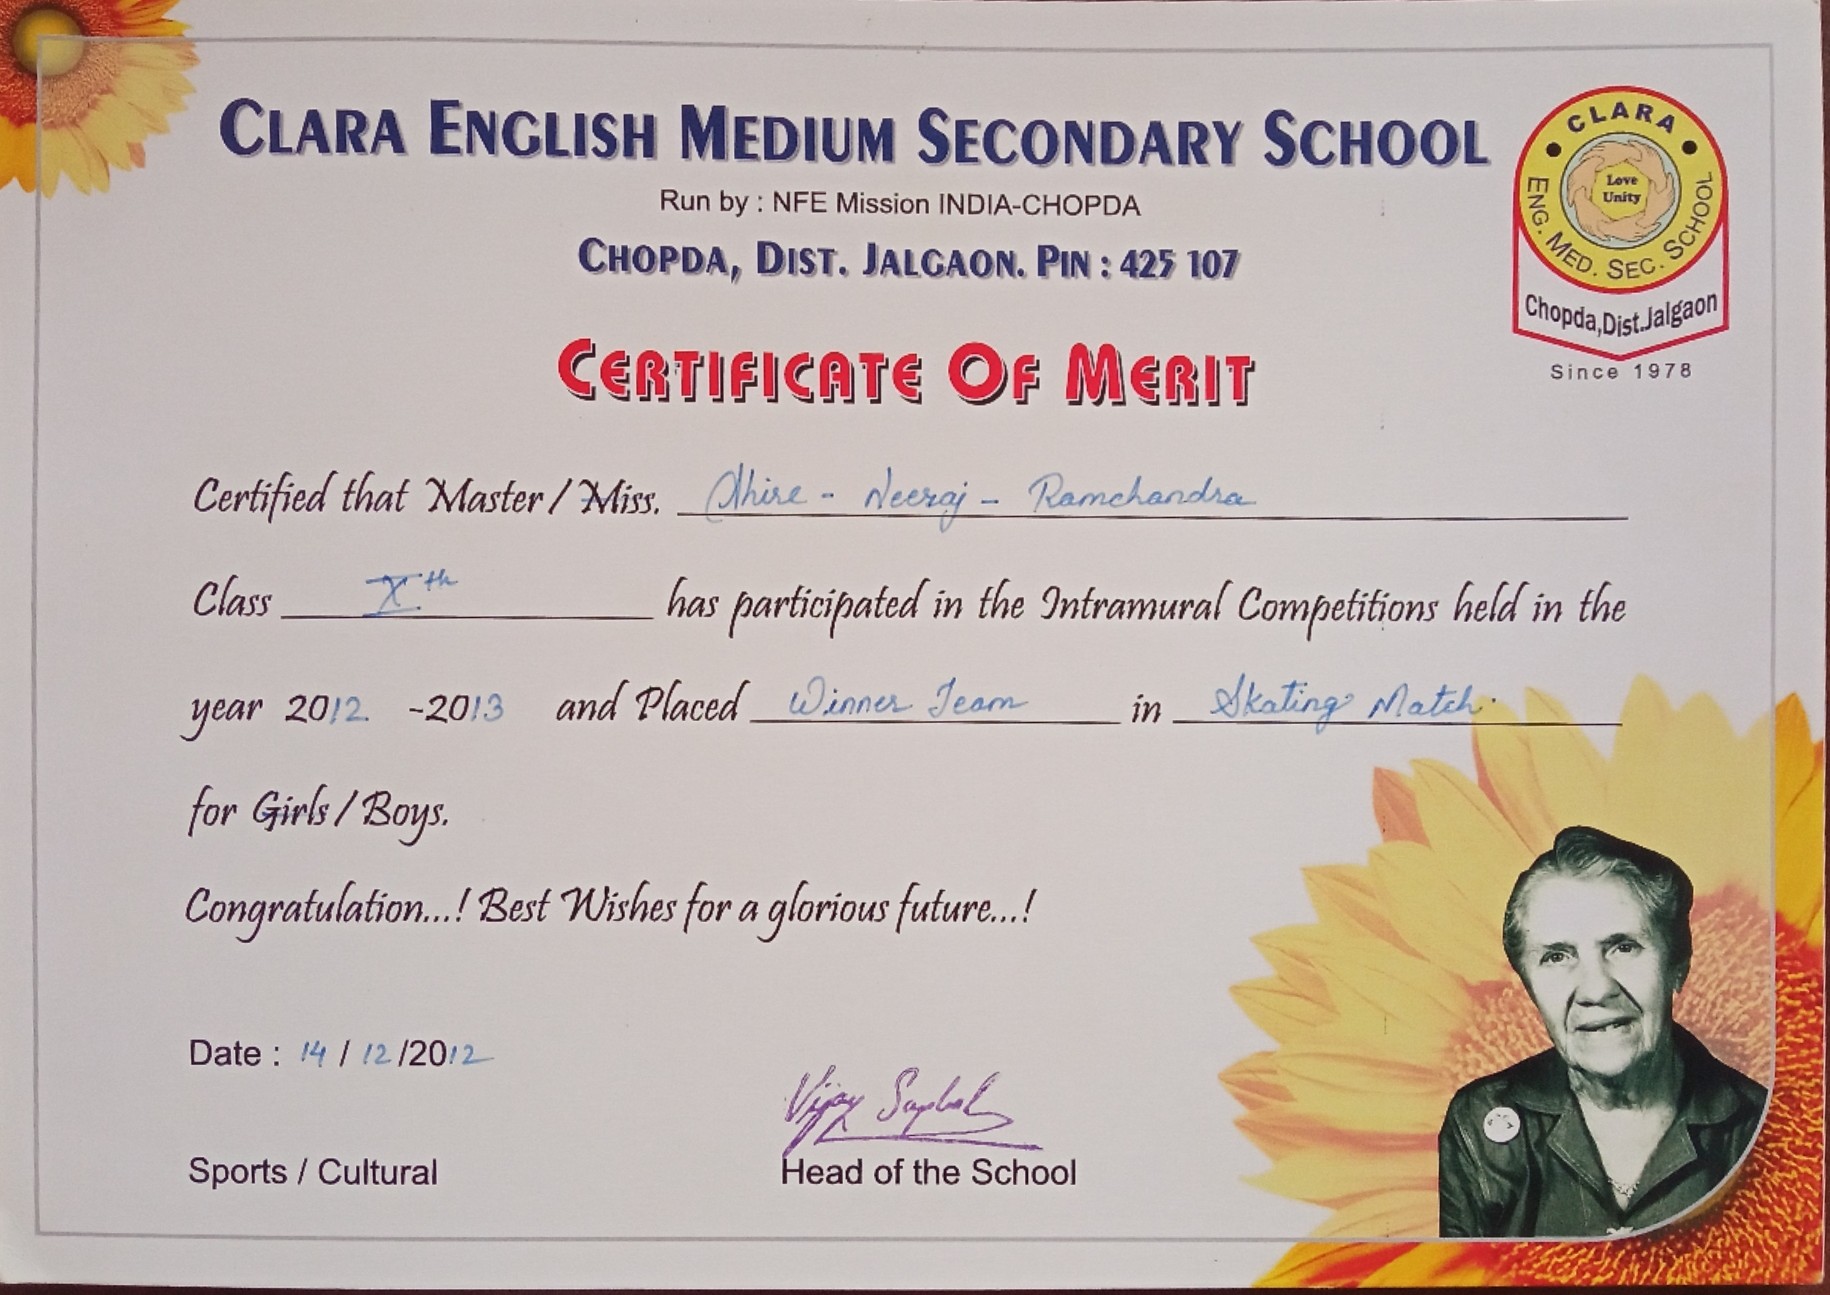 CLARA ENGLISH MEDIUM SECONDARY SCHOOL
Run by : NFE Mission INDIA-CHOPDA
CHOPDA, DIST. JALGAON. PIN : 425 107
CLARA
ENG. MED. SEC. SCHOOL
Love
Unity
Chopda,Dist.Jalgaon
Since 1978
CERTIFICATE OF MERIT
Certified that Master / Miss. Ahire - Neeraj - Ramchandra
Class Xth has participated in the Intramural Competitions held in the
year 2012 -2013 and Placed Winner Team in Skating Match.
for Girls / Boys.
Congratulation...! Best Wishes for a glorious future...!
Date : 14 / 12 /2012
Vijay
Sports / Cultural Head of the School